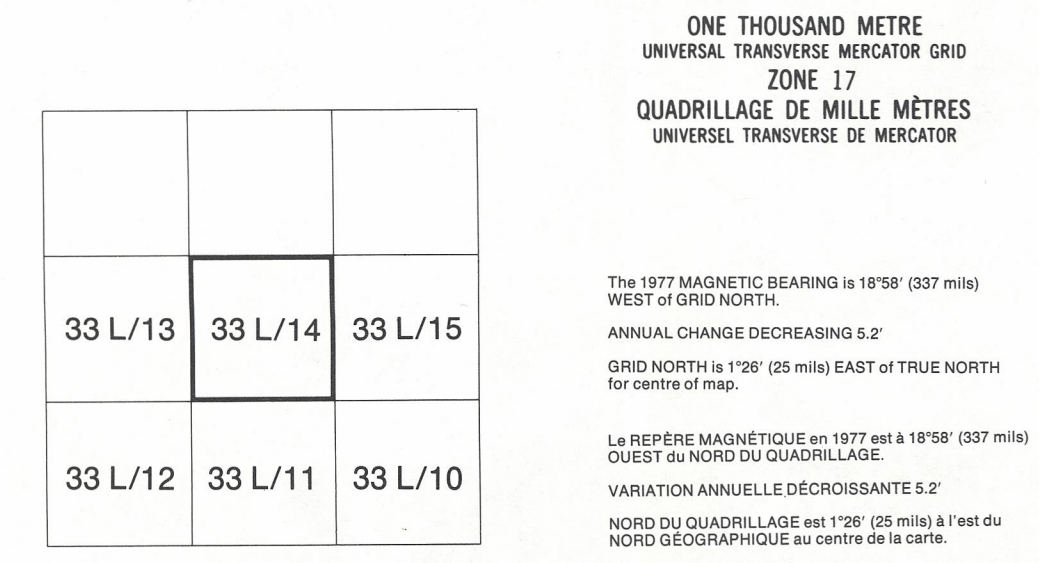 ONE THOUSAND METRE
UNIVERSAL TRANSVERSE MERCATOR GRID
ZONE 17
QUADRILLAGE DE MILLE MÈTRES
UNIVERSEL TRANSVERSE DE MERCATOR
33 L/13 33 L/14 33 L/15
33 L/12 33 L/11 33 L/10
The 1977 MAGNETIC BEARING is 18°58′ (337 mils)
WEST of GRID NORTH.
ANNUAL CHANGE DECREASING 5.2′
GRID NORTH is 1°26′ (25 mils) EAST of TRUE NORTH
for centre of map.
Le REPÈRE MAGNÉTIQUE en 1977 est à 18°58′ (337 mils)
OUEST du NORD DU QUADRILLAGE.
VARIATION ANNUELLE DÉCROISSANTE 5.2′
NORD DU QUADRILLAGE est 1°26′ (25 mils) à l'est du
NORD GÉOGRAPHIQUE au centre de la carte.